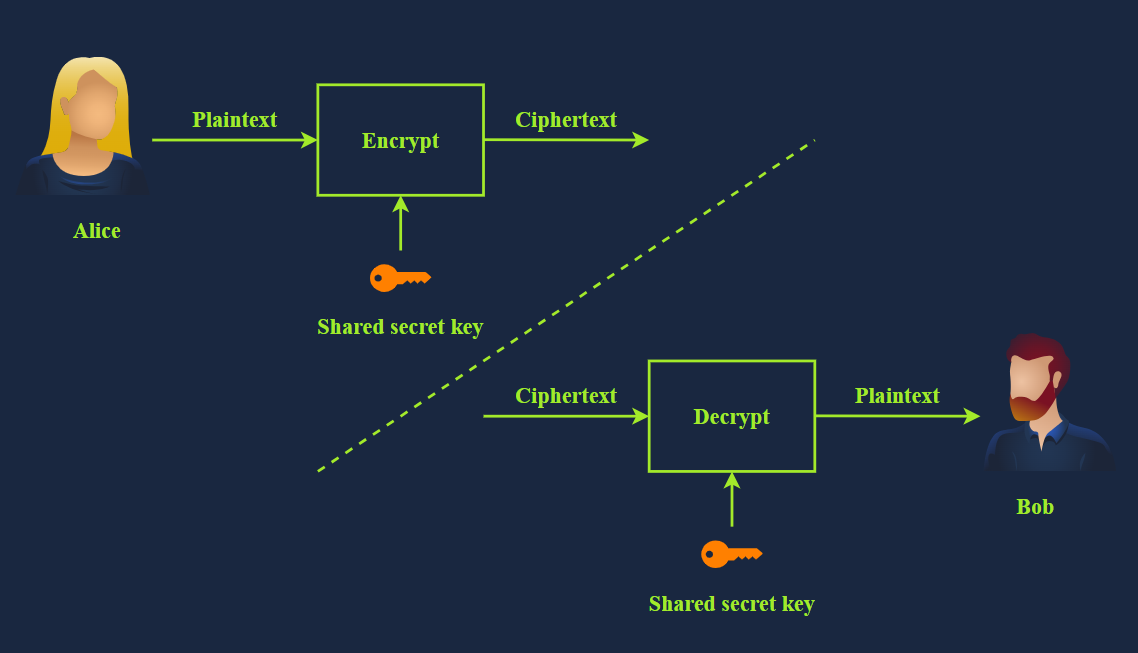 Plaintext
Encrypt
Ciphertext
Alice
Shared secret key
Ciphertext
Decrypt
Plaintext
Bob
Shared secret key